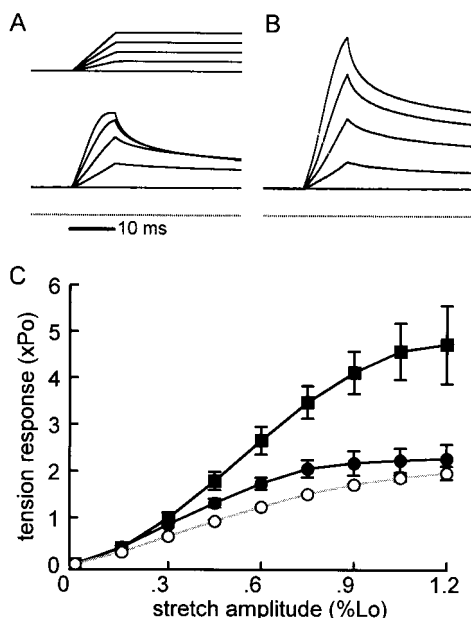 A
B
10 ms
C
6
5
4
3
2
1
0
tension response (xPo)
0
.3
.6
.9
1.2
stretch amplitude (%Lo)